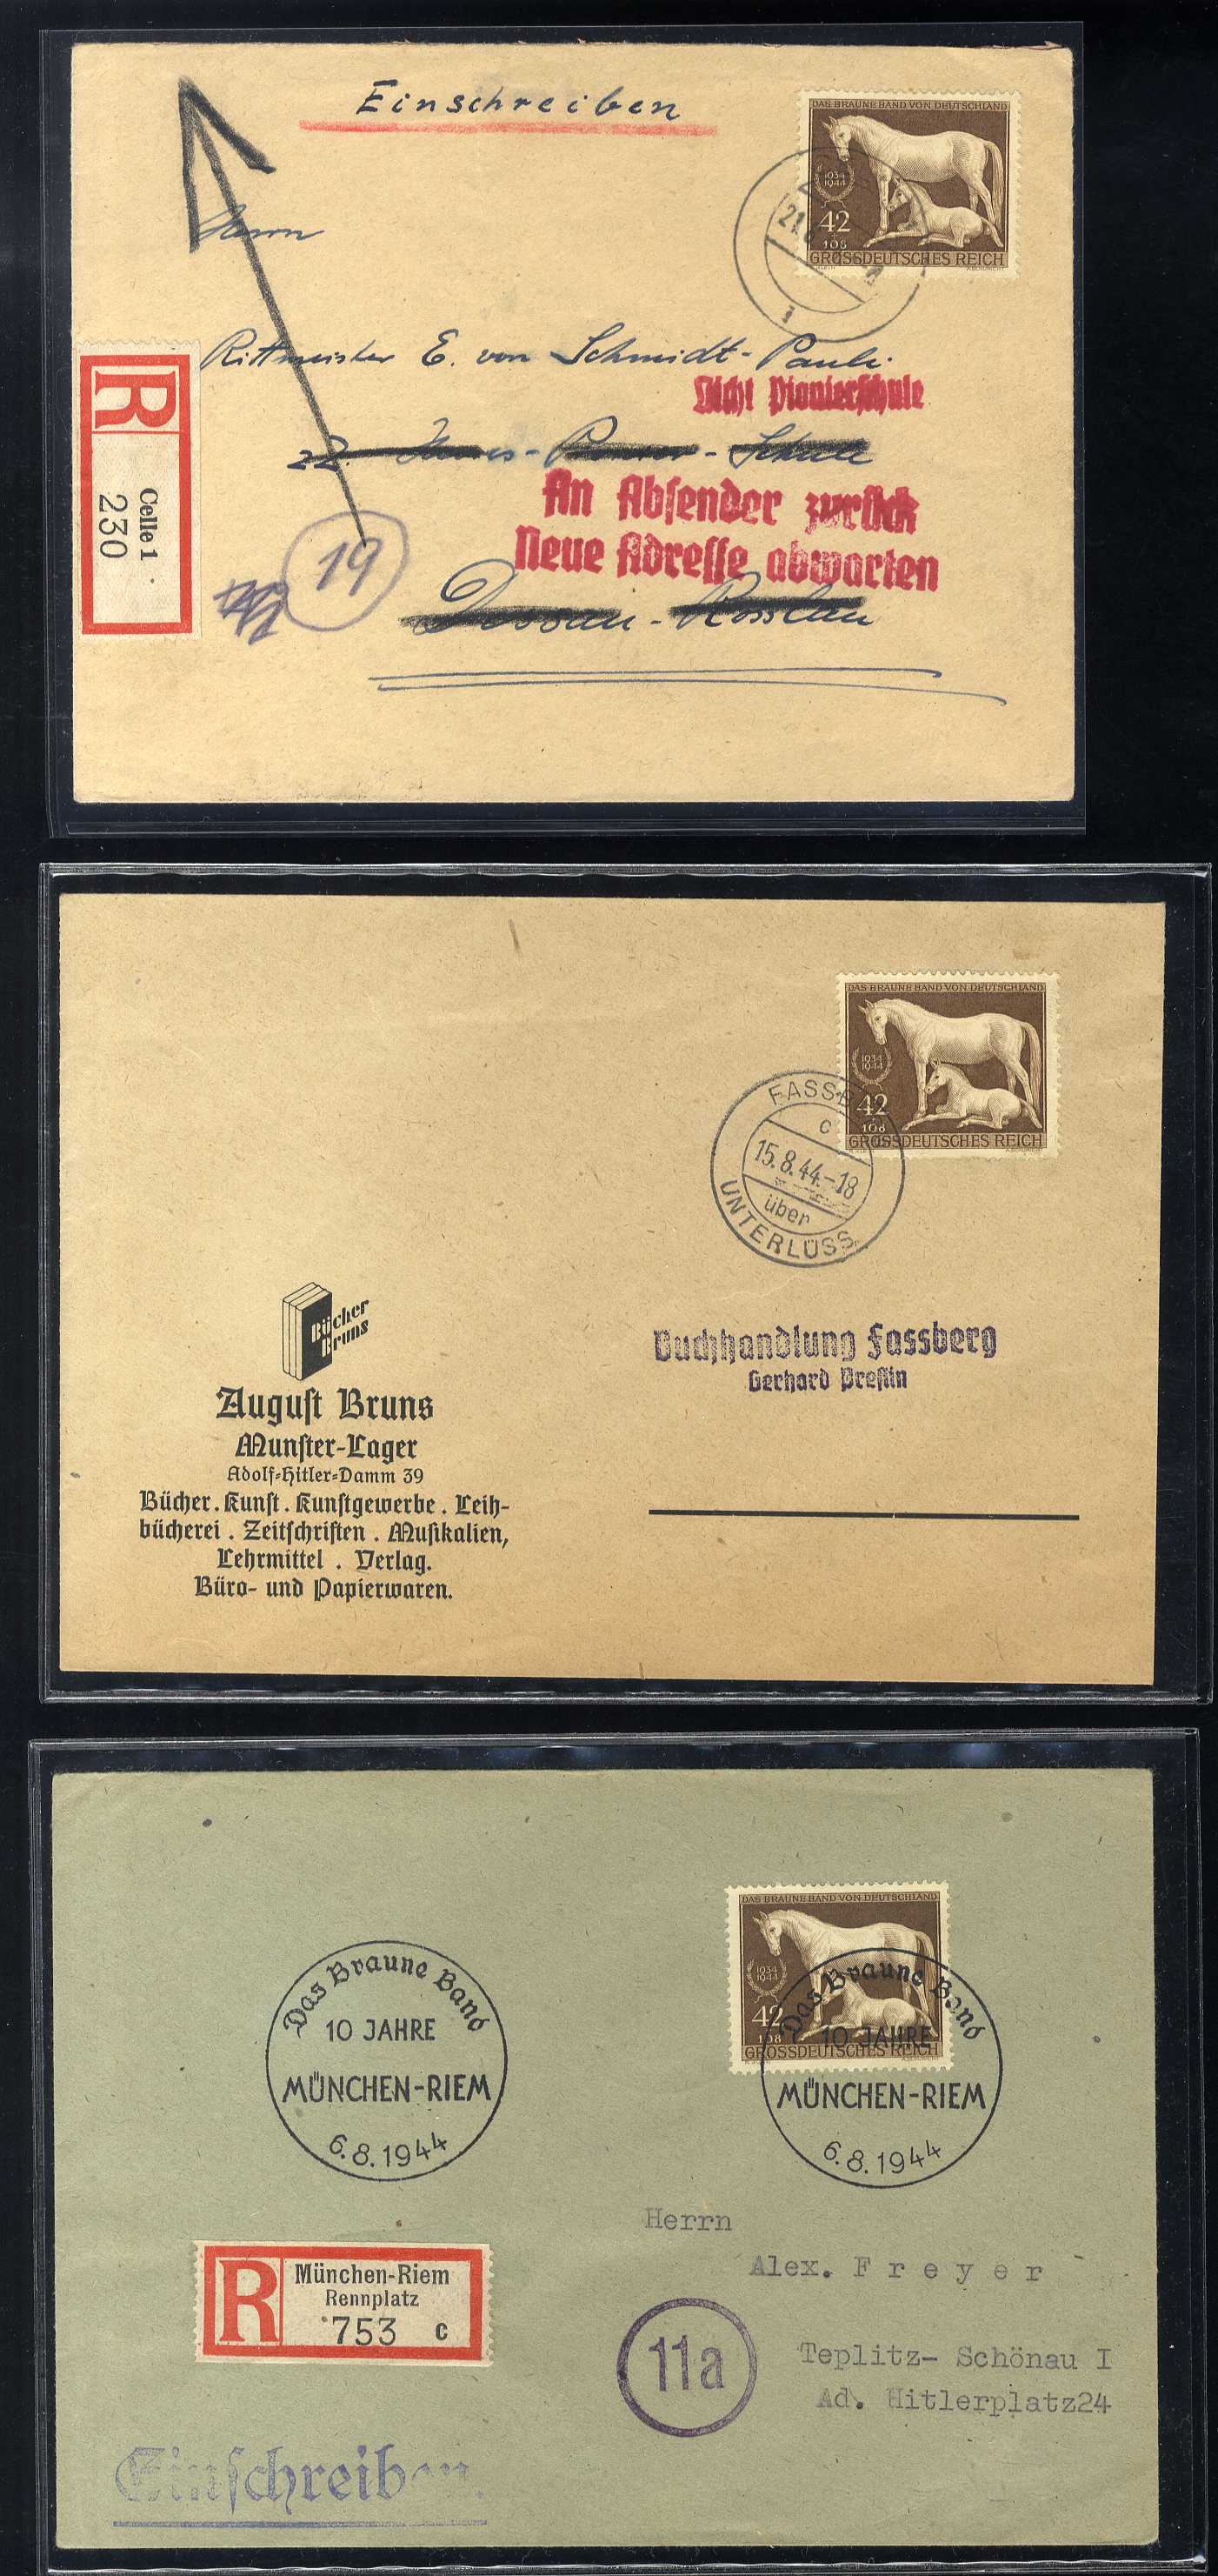 Einschreiben
DAS BRAUNE BAND VON DEUTSCHLAND
1934
1944
42
108
GROSSDEUTSCHES REICH
21
Herrn
Rittmeister E. von Schmidt-Pauli
Nicht Pionierschule
22. - Schule
An Absender zurück
Neue Adresse abwarten
Dessau-Rosslau
19
R
Celle 1
230
DAS BRAUNE BAND VON DEUTSCHLAND
1934
1944
42
108
GROSSDEUTSCHES REICH
FASSB
c
15.8.44.-18
über
UNTERLÜSS
Bücher
Bruns
August Bruns
Munster-Lager
Adolf-Hitler-Damm 39
Bücher. Kunst. Kunstgewerbe. Leih-
bücherei. Zeitschriften. Musikalien,
Lehrmittel. Verlag.
Büro- und Papierwaren.
Buchhandlung Fassberg
Gerhard Prestin
DAS BRAUNE BAND VON DEUTSCHLAND
1934
1944
42
108
GROSSDEUTSCHES REICH
Das Braune Band
10 JAHRE
MÜNCHEN-RIEM
6.8.1944
Das Braune Band
10 JAHRE
MÜNCHEN-RIEM
6.8.1944
R
München-Riem
Rennplatz
753 c
Herrn
Alex. Freyer
11a
Teplitz- Schönau I
Ad. Hitlerplatz24
Einschreiben.